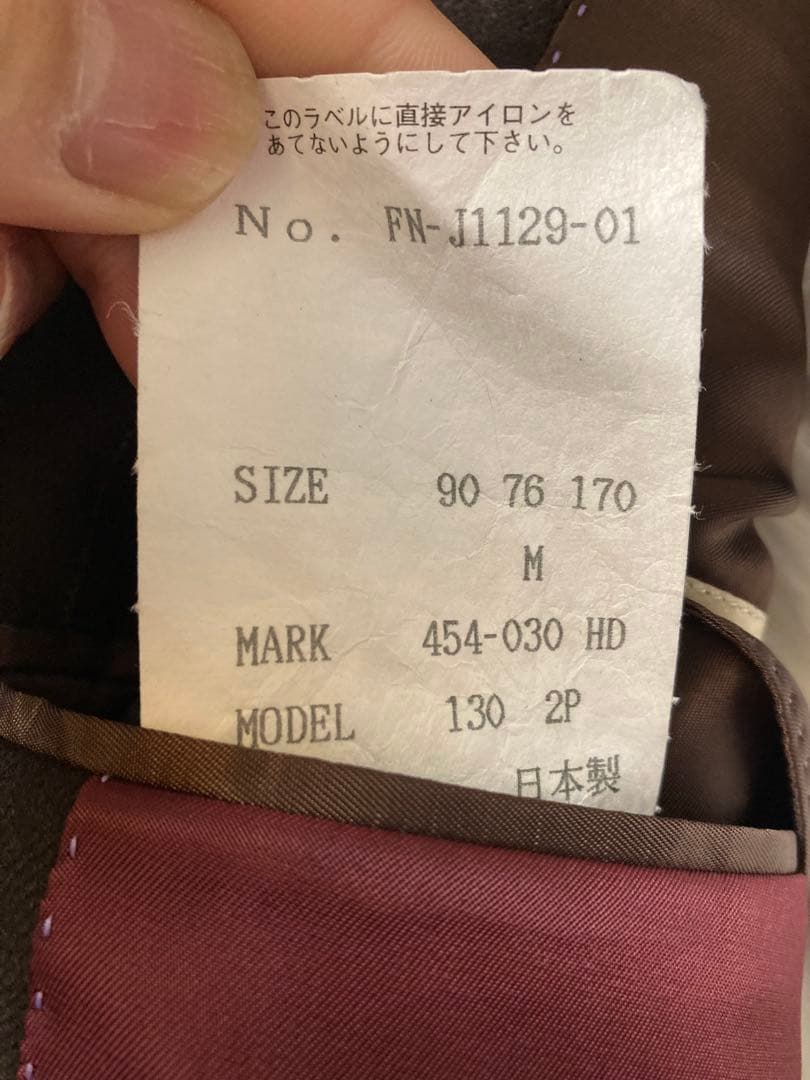 このラベルに直接アイロンを
あてないようにして下さい。
No. FN-J1129-01
SIZE 90 76 170
M
MARK 454-030 HD
MODEL 130 2P
日本製